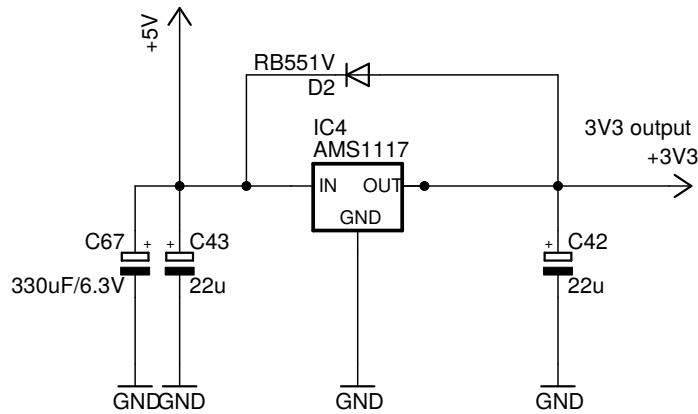 +5V
RB551V
D2
IC4
AMS1117
3V3 output
+3V3
IN OUT
GND
C67 + + C43
330uF/6.3V 22u
+ C42
22u
GND GND GND GND